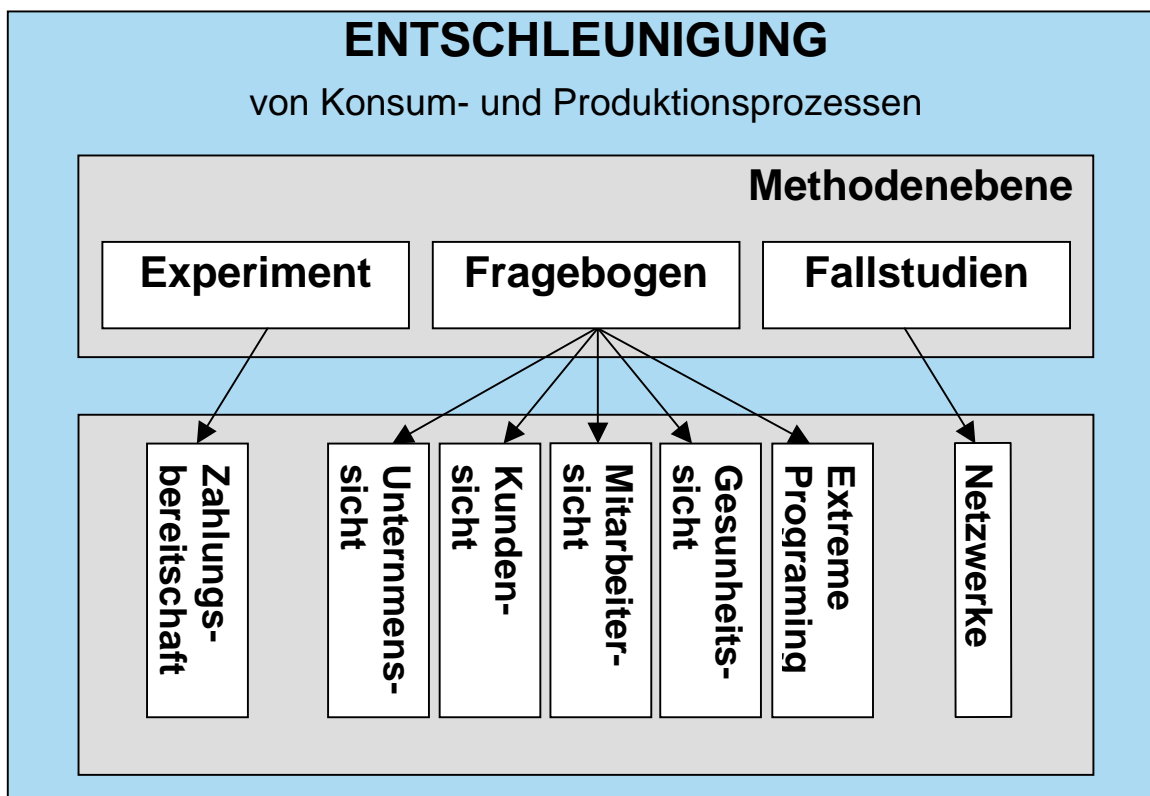 ENTSCHLEUNIGUNG
von Konsum- und Produktionsprozessen
Methodenebene
Experiment
Fragebogen
Fallstudien
Zahlungs-
bereitschaft
Unternmens-
sicht
Kunden-
sicht
Mitarbeiter-
sicht
Gesunheits-
sicht
Extreme
Programing
Netzwerke